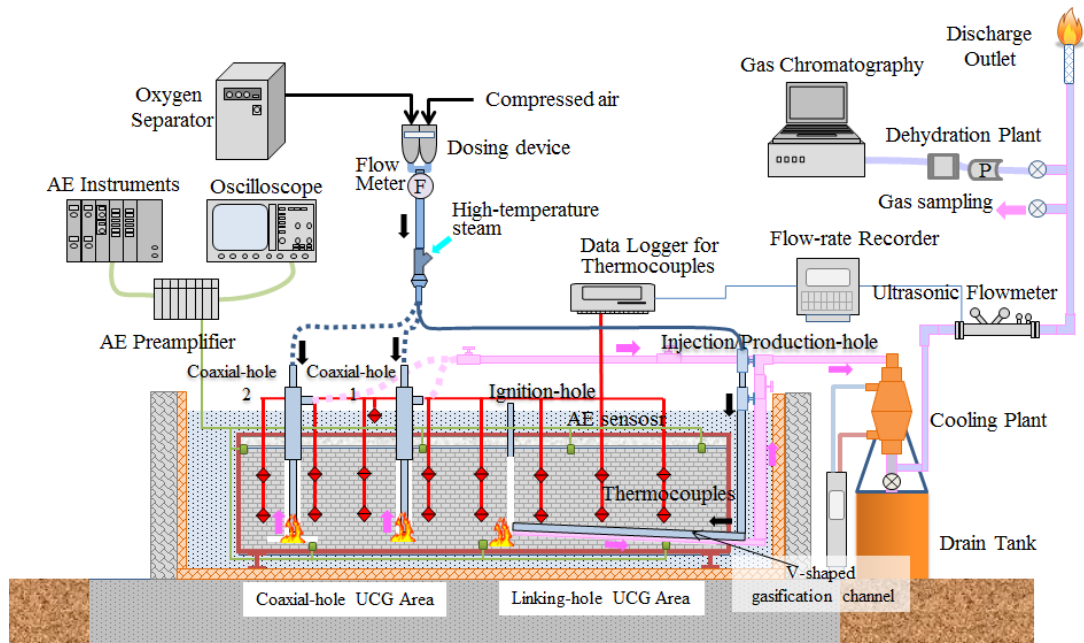 Discharge
Outlet
Gas Chromatography
Oxygen
Separator
Compressed air
Dosing device
Dehydration Plant
P
Flow
Meter
F
AE Instruments
Oscilloscope
High-temperature
steam
Gas sampling
Data Logger for
Thermocouples
Flow-rate Recorder
Ultrasonic Flowmeter
AE Preamplifier
Injection/Production-hole
Coaxial-hole
2
Coaxial-hole
1
Ignition-hole
AE sensosr
Cooling Plant
Thermocouples
Drain Tank
V-shaped
gasification channel
Coaxial-hole UCG Area
Linking-hole UCG Area